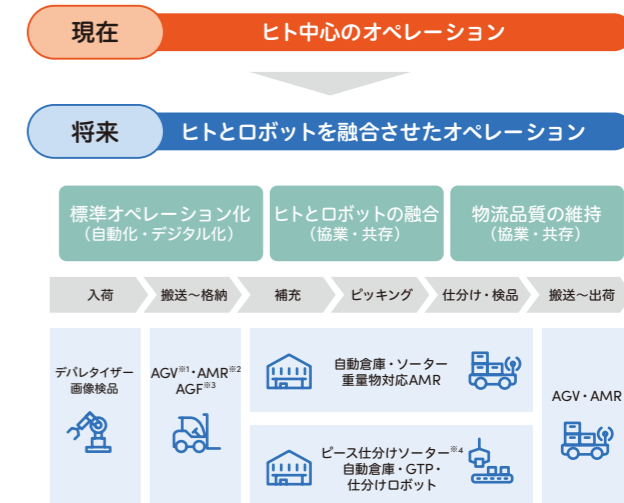 現在
ヒト中心のオペレーション
将来
ヒトとロボットを融合させたオペレーション
標準オペレーション化
（自動化・デジタル化）
ヒトとロボットの融合
（協業・共存）
物流品質の維持
（協業・共存）
入荷
搬送〜格納
補充
ピッキング
仕分け・検品
搬送〜出荷
デパレタイザー
画像検品
AGV※1・AMR※2
AGF※3
自動倉庫・ソーター
重量物対応AMR
ピース仕分けソーター※4
自動倉庫・GTP・
仕分けロボット
AGV・AMR